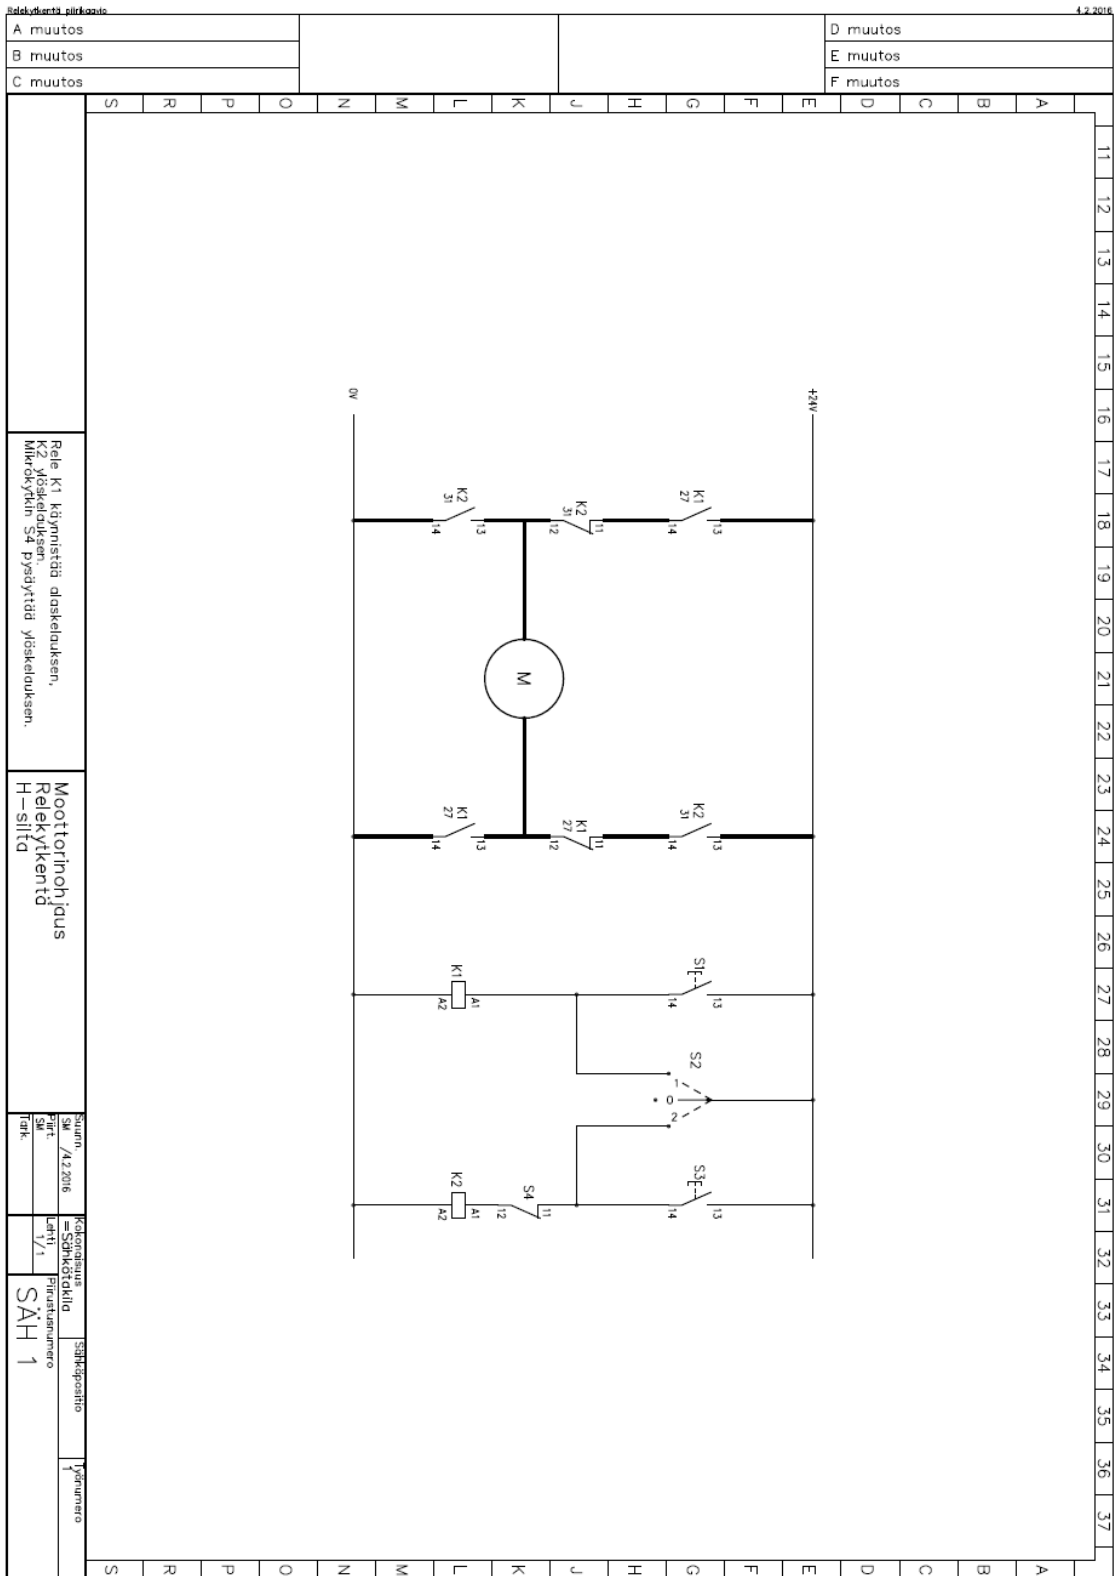 Relekytkentä piirikaavio
4.2.2016
A muutos
B muutos
C muutos
D muutos
E muutos
F muutos
S R P O N M L K J H G F E D C B A
11
12
13
14
15
16
17
18
19
20
21
22
23
24
25
26
27
28
29
30
31
32
33
34
35
36
37
0V
+24V
K2
31
14
13
K2
31
12
11
K1
27
14
13
M
K1
27
14
13
K1
27
12
11
K2
31
14
13
K1
A2
A1
S1
14
13
S2
1
0
2
K2
A2
A1
S4
12
11
S3
14
13
Rele K1 käynnistää alaskelauksen,
K2 ylöskelauksen.
Mikrokytkin S4 pysäyttää ylöskelauksen.
Moottorinohjaus
Relekytkentä
H-silta
Suunn.
SM /4.2.2016
Piirt.
SM
Tark.
Kokonaisuus
=Sähkötakila
Lehti
1/1
Piirustusnumero
SÄH 1
Sähköpositio
Työnumero
1
S R P O N M L K J H G F E D C B A